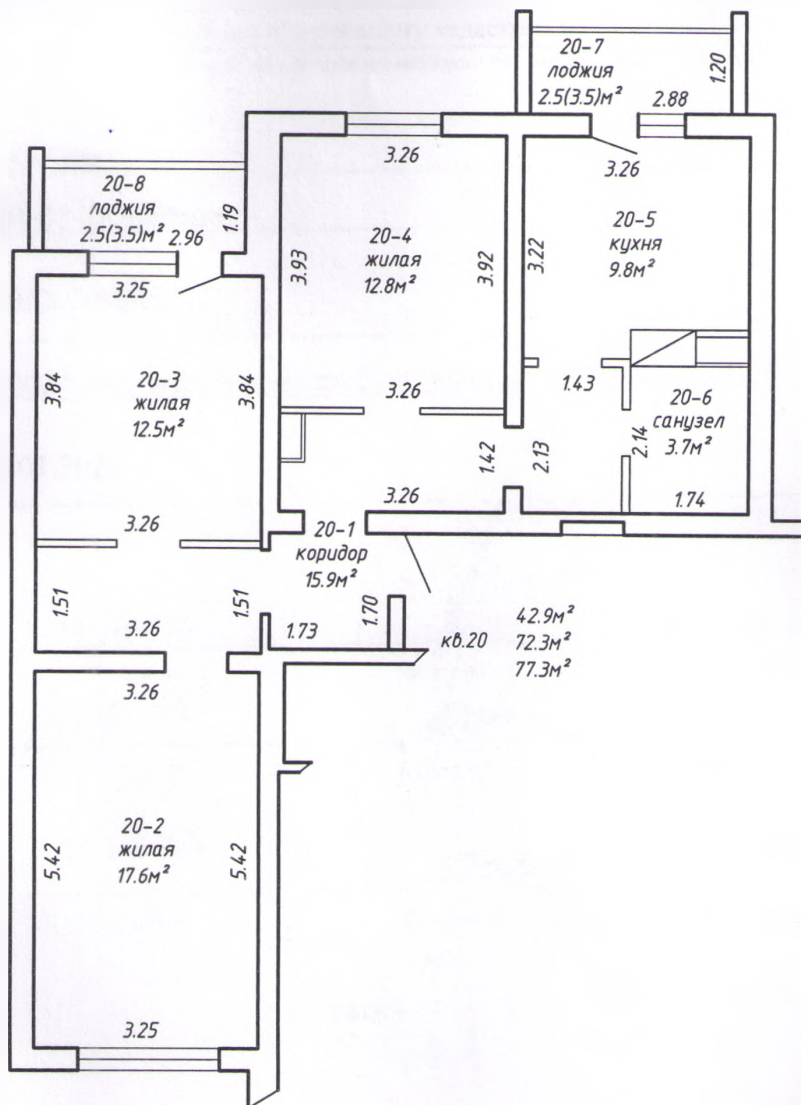 20-7
лоджия
2.5(3.5)м²
1.20
2.88
3.26
20-8
лоджия
2.5(3.5)м²
1.19
2.96
3.25
3.26
20-4
жилая
12.8м²
3.93
3.92
3.22
20-5
кухня
9.8м²
20-3
жилая
12.5м²
3.84
3.84
3.26
1.43
20-6
санузел
3.7м²
1.42
2.13
2.14
1.74
3.26
3.26
20-1
коридор
15.9м²
1.51
1.51
3.26
1.73
1.70
кв.20
42.9м²
72.3м²
77.3м²
3.26
20-2
жилая
17.6м²
5.42
5.42
3.25